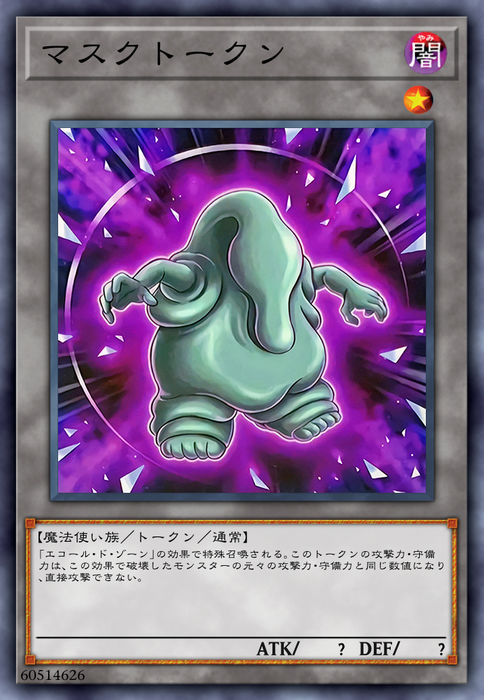 マスクトークン
やみ
闇
【魔法使い族／トークン／通常】
「エコール・ド・ゾーン」の効果で特殊召喚される。このトークンの攻撃力・守備
力は、この効果で破壊したモンスターの元々の攻撃力・守備力と同じ数値になり
、直接攻撃できない。
ATK/ ? DEF/ ?
60514626